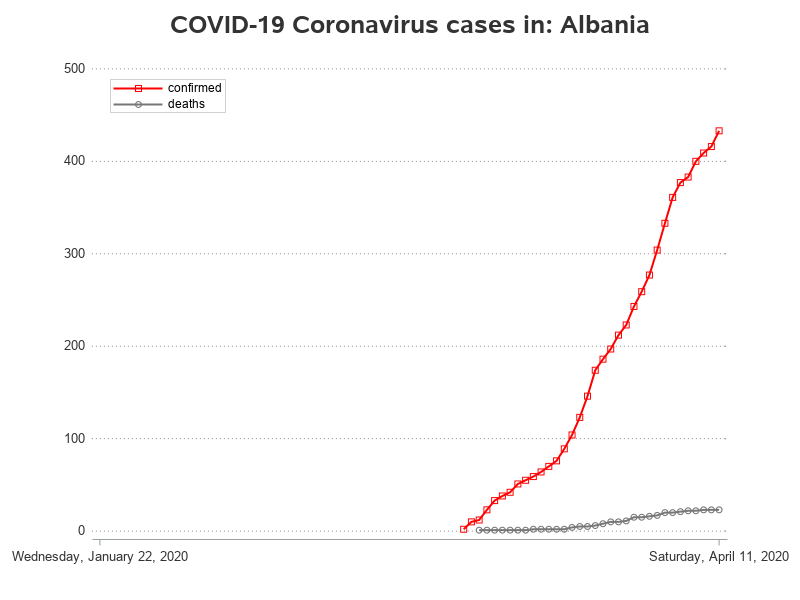 COVID-19 Coronavirus cases in: Albania
500
confirmed
deaths
400
300
200
100
0
Wednesday, January 22, 2020
Saturday, April 11, 2020